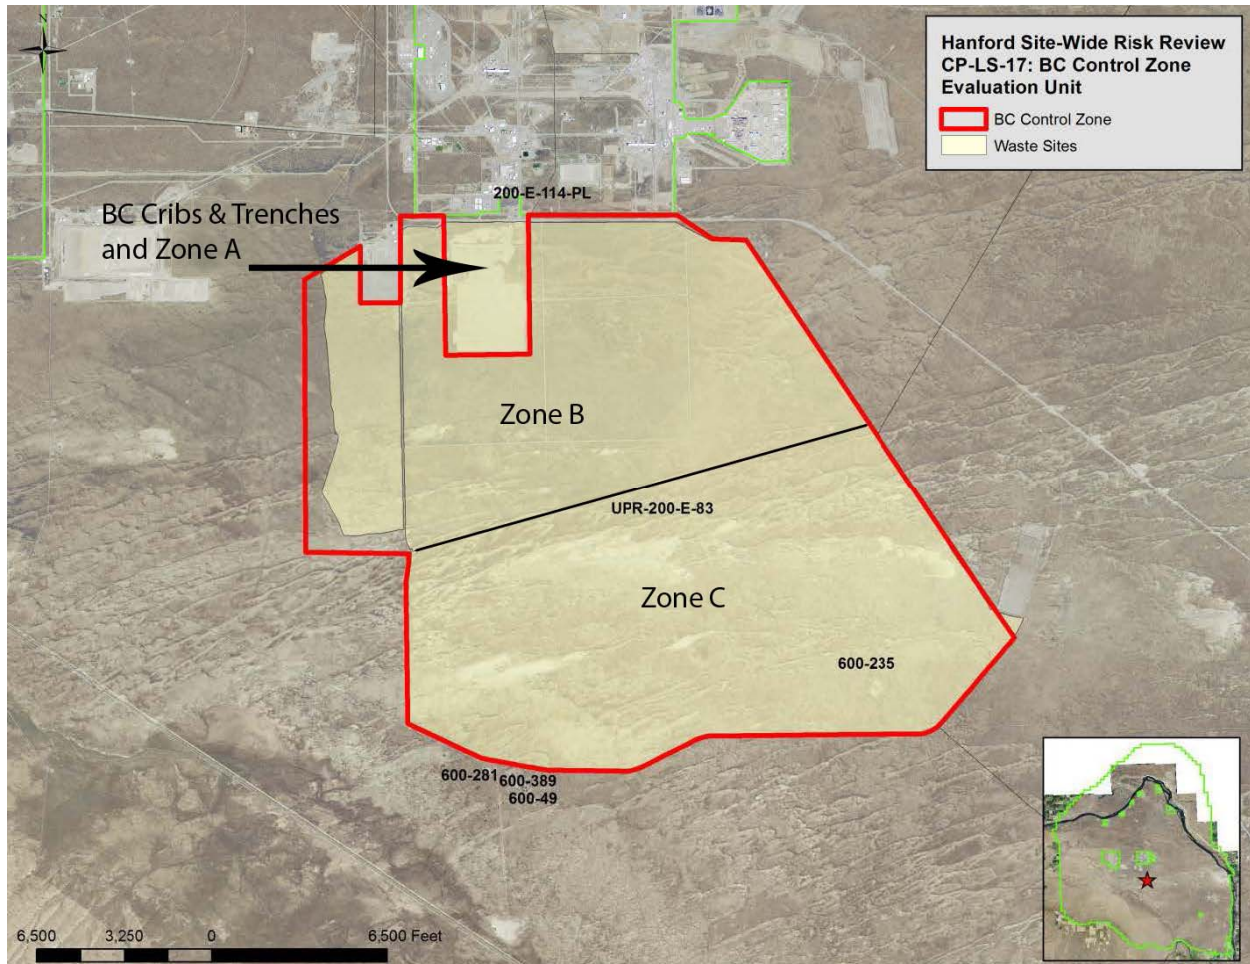 N
Hanford Site-Wide Risk Review
CP-LS-17: BC Control Zone
Evaluation Unit
BC Control Zone
Waste Sites
200-E-114-PL
BC Cribs & Trenches
and Zone A
Zone B
UPR-200-E-83
Zone C
600-235
600-281
600-389
600-49
6,500 3,250 0 6,500 Feet